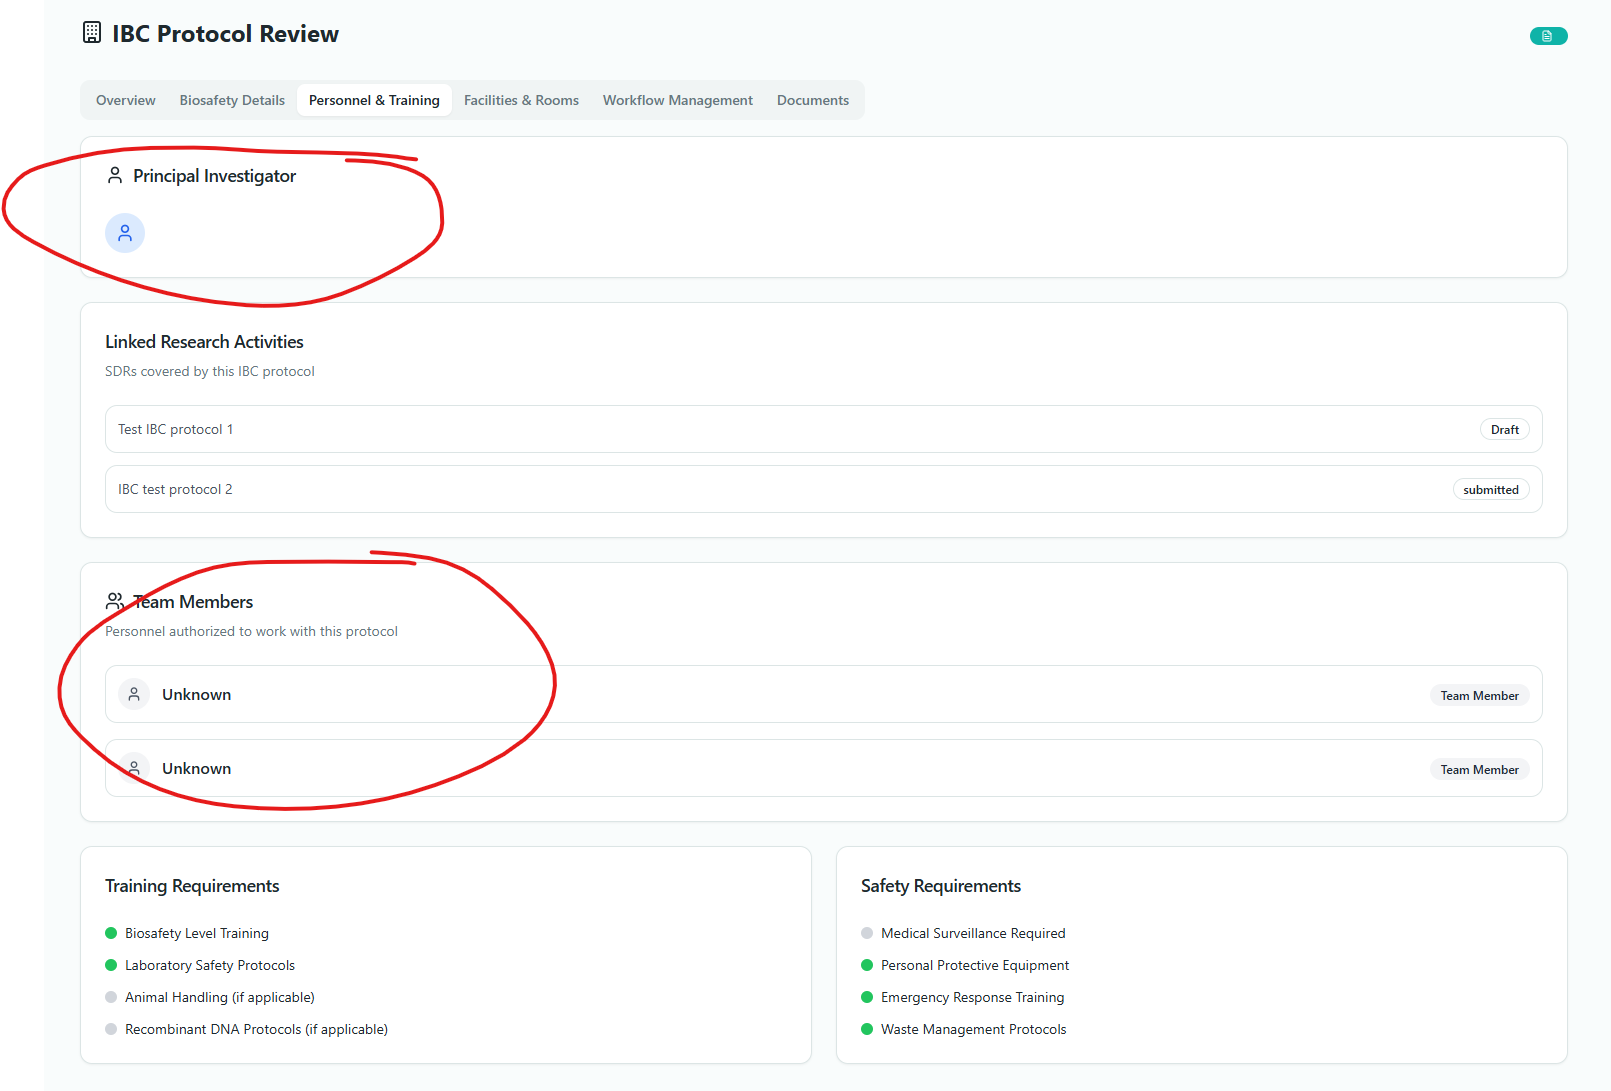 IBC Protocol Review
Overview Biosafety Details Personnel & Training Facilities & Rooms Workflow Management Documents
Principal Investigator
Linked Research Activities
SDRs covered by this IBC protocol
Test IBC protocol 1 Draft
IBC test protocol 2 submitted
Team Members
Personnel authorized to work with this protocol
Unknown Team Member
Unknown Team Member
Training Requirements
Biosafety Level Training
Laboratory Safety Protocols
Animal Handling (if applicable)
Recombinant DNA Protocols (if applicable)
Safety Requirements
Medical Surveillance Required
Personal Protective Equipment
Emergency Response Training
Waste Management Protocols